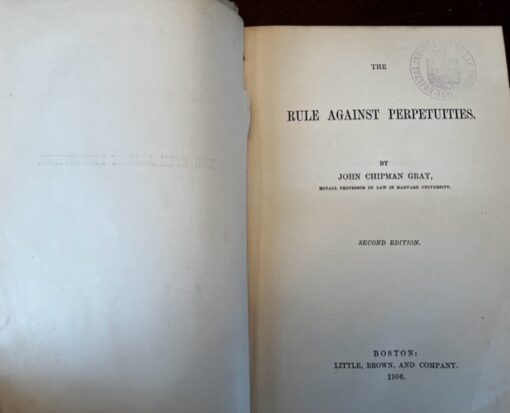 THE
RULE AGAINST PERPETUITIES.
BY
JOHN CHIPMAN GRAY,
ROYALL PROFESSOR OF LAW IN HARVARD UNIVERSITY.
SECOND EDITION.
BOSTON:
LITTLE, BROWN, AND COMPANY.
1906.